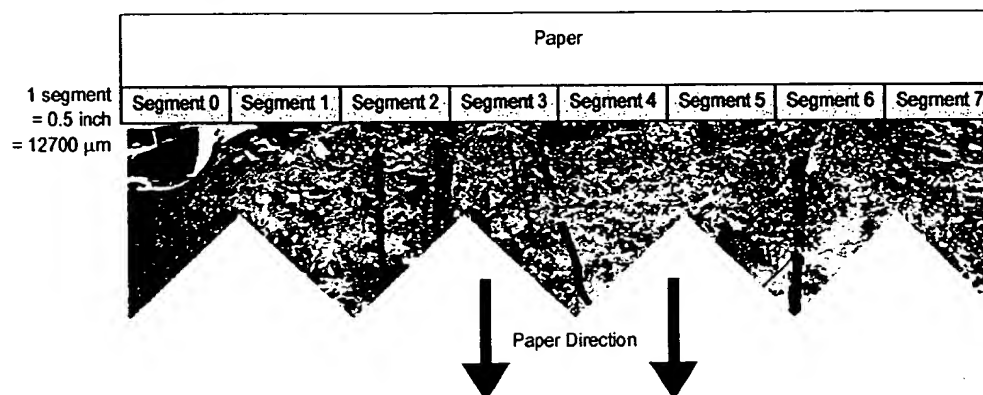 Paper
1 segment
= 0.5 inch
= 12700 μm
Segment 0 Segment 1 Segment 2 Segment 3 Segment 4 Segment 5 Segment 6 Segment 7
Paper Direction